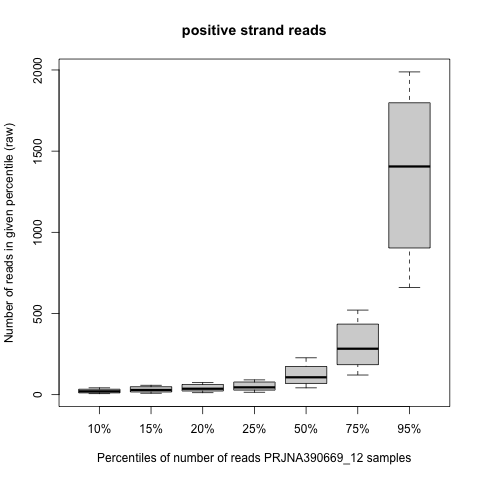 positive strand reads
Number of reads in given percentile (raw)
2000
1500
1000
500
0
10% 15% 20% 25% 50% 75% 95%
Percentiles of number of reads PRJNA390669_12 samples